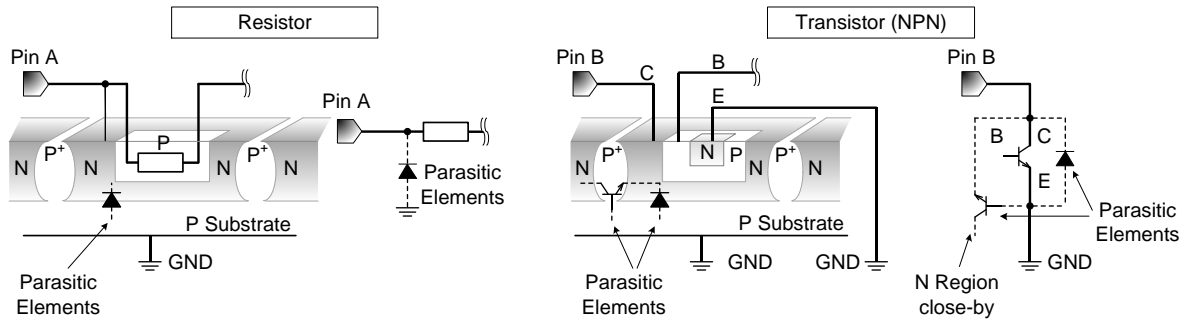 Resistor
Transistor (NPN)
Pin A
Pin B
Pin B
C
B
E
Pin A
N
P+
N
P
P+
N
N
P+
N
N
P
P+
N
B
C
E
Parasitic
Elements
P Substrate
P Substrate
Parasitic
Elements
GND
GND
GND
GND
Parasitic
Elements
Parasitic
Elements
N Region
close-by